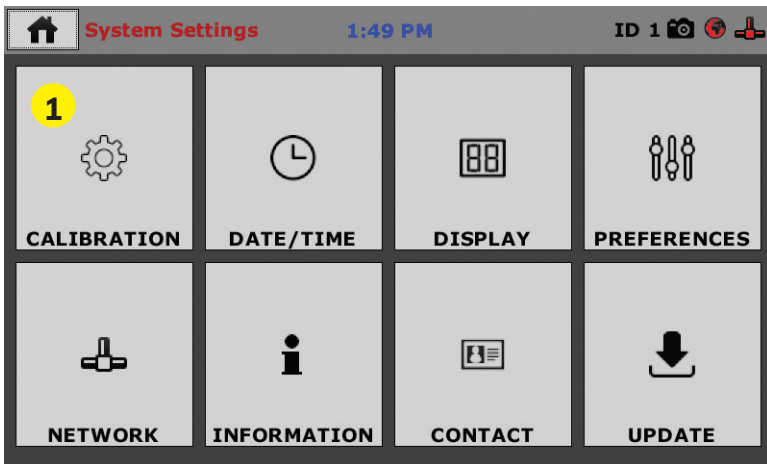 System Settings 1:49 PM ID 1
1
CALIBRATION DATE/TIME DISPLAY PREFERENCES
NETWORK INFORMATION CONTACT UPDATE